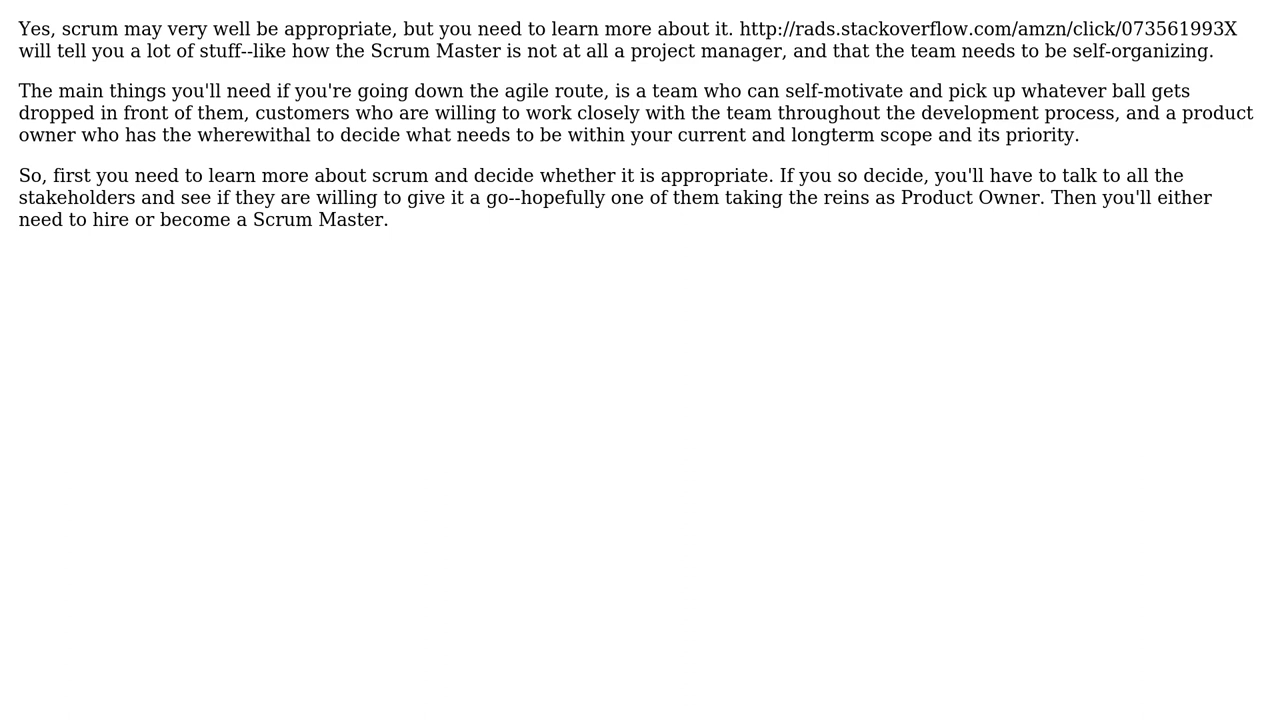 Yes, scrum may very well be appropriate, but you need to learn more about it. http://rads.stackoverflow.com/amzn/click/073561993X
will tell you a lot of stuff--like how the Scrum Master is not at all a project manager, and that the team needs to be self-organizing.
The main things you'll need if you're going down the agile route, is a team who can self-motivate and pick up whatever ball gets
dropped in front of them, customers who are willing to work closely with the team throughout the development process, and a product
owner who has the wherewithal to decide what needs to be within your current and longterm scope and its priority.
So, first you need to learn more about scrum and decide whether it is appropriate. If you so decide, you'll have to talk to all the
stakeholders and see if they are willing to give it a go--hopefully one of them taking the reins as Product Owner. Then you'll either
need to hire or become a Scrum Master.